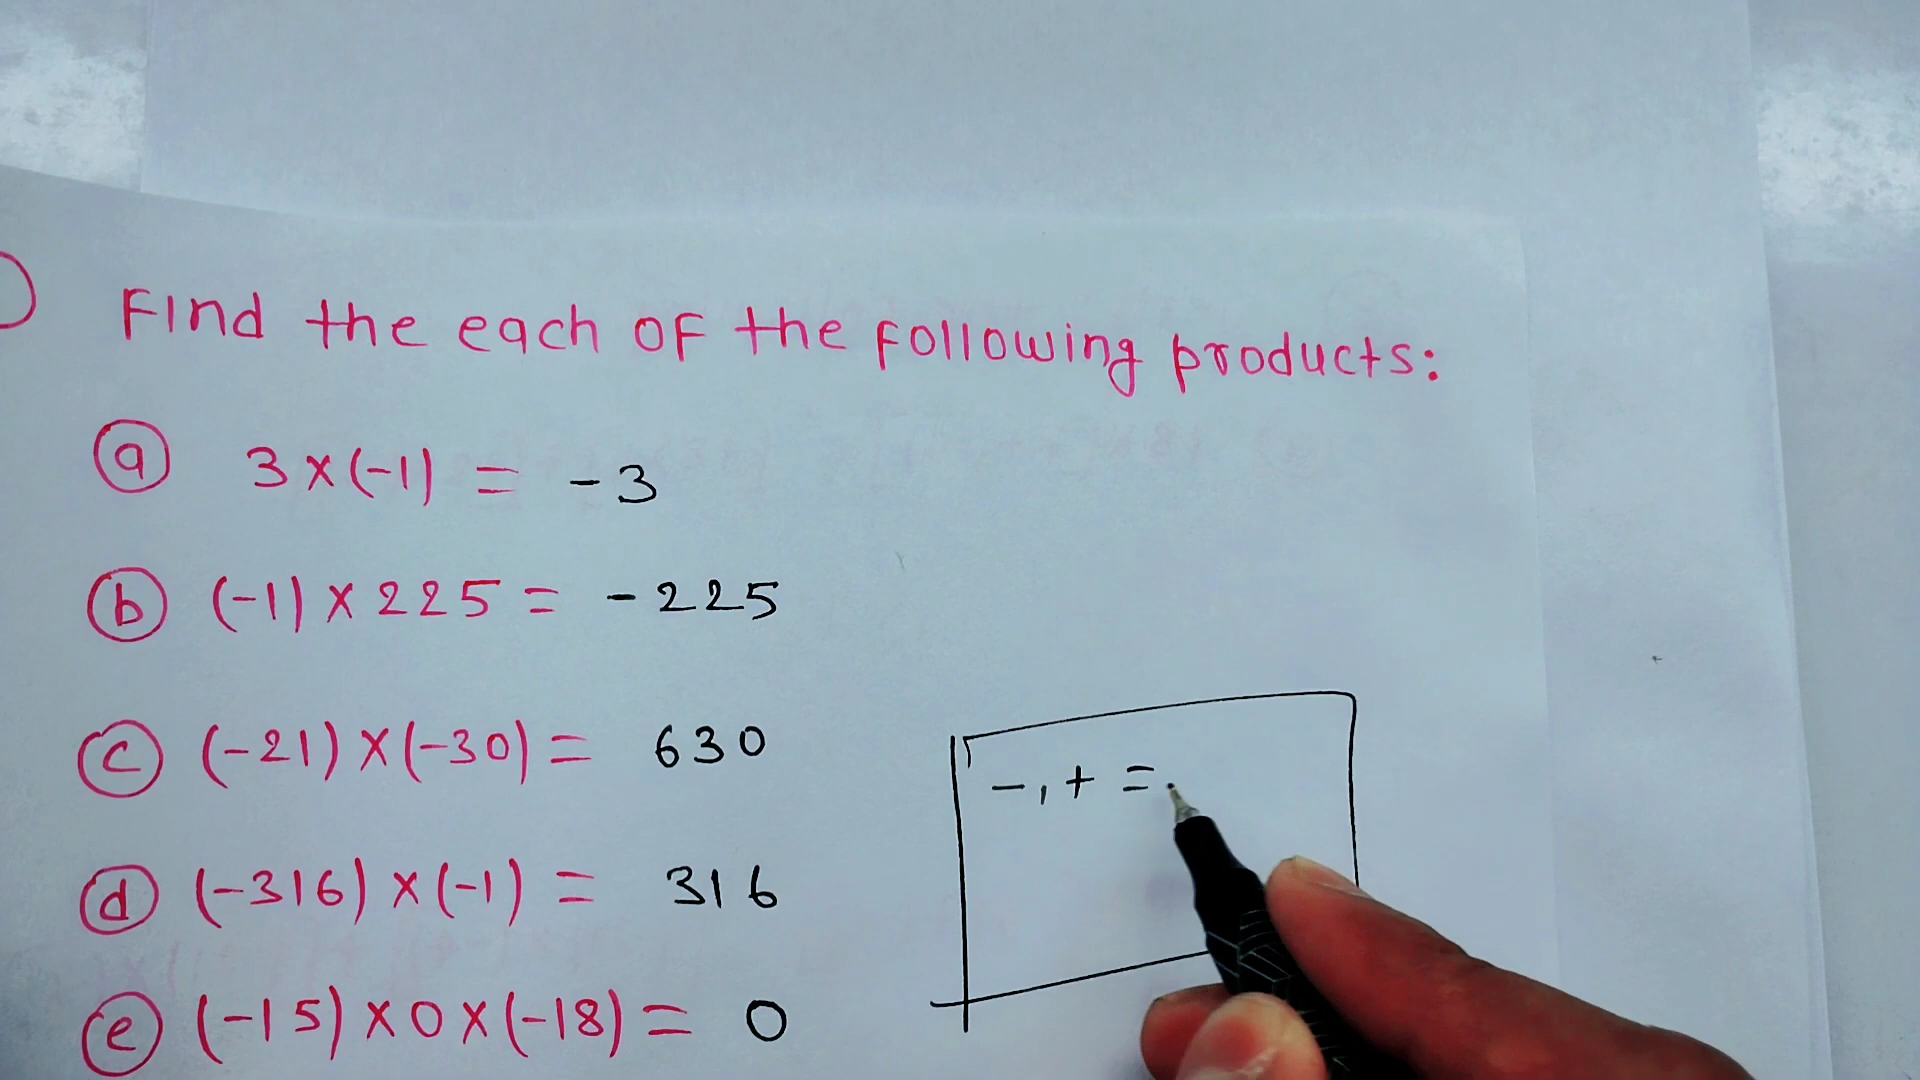 Find the each of the following products:
(a) 3 × (-1) = -3
(b) (-1) × 225 = -225
(c) (-21) × (-30) = 630
(d) (-316) × (-1) = 316
(e) (-15) × 0 × (-18) = 0
-, + =